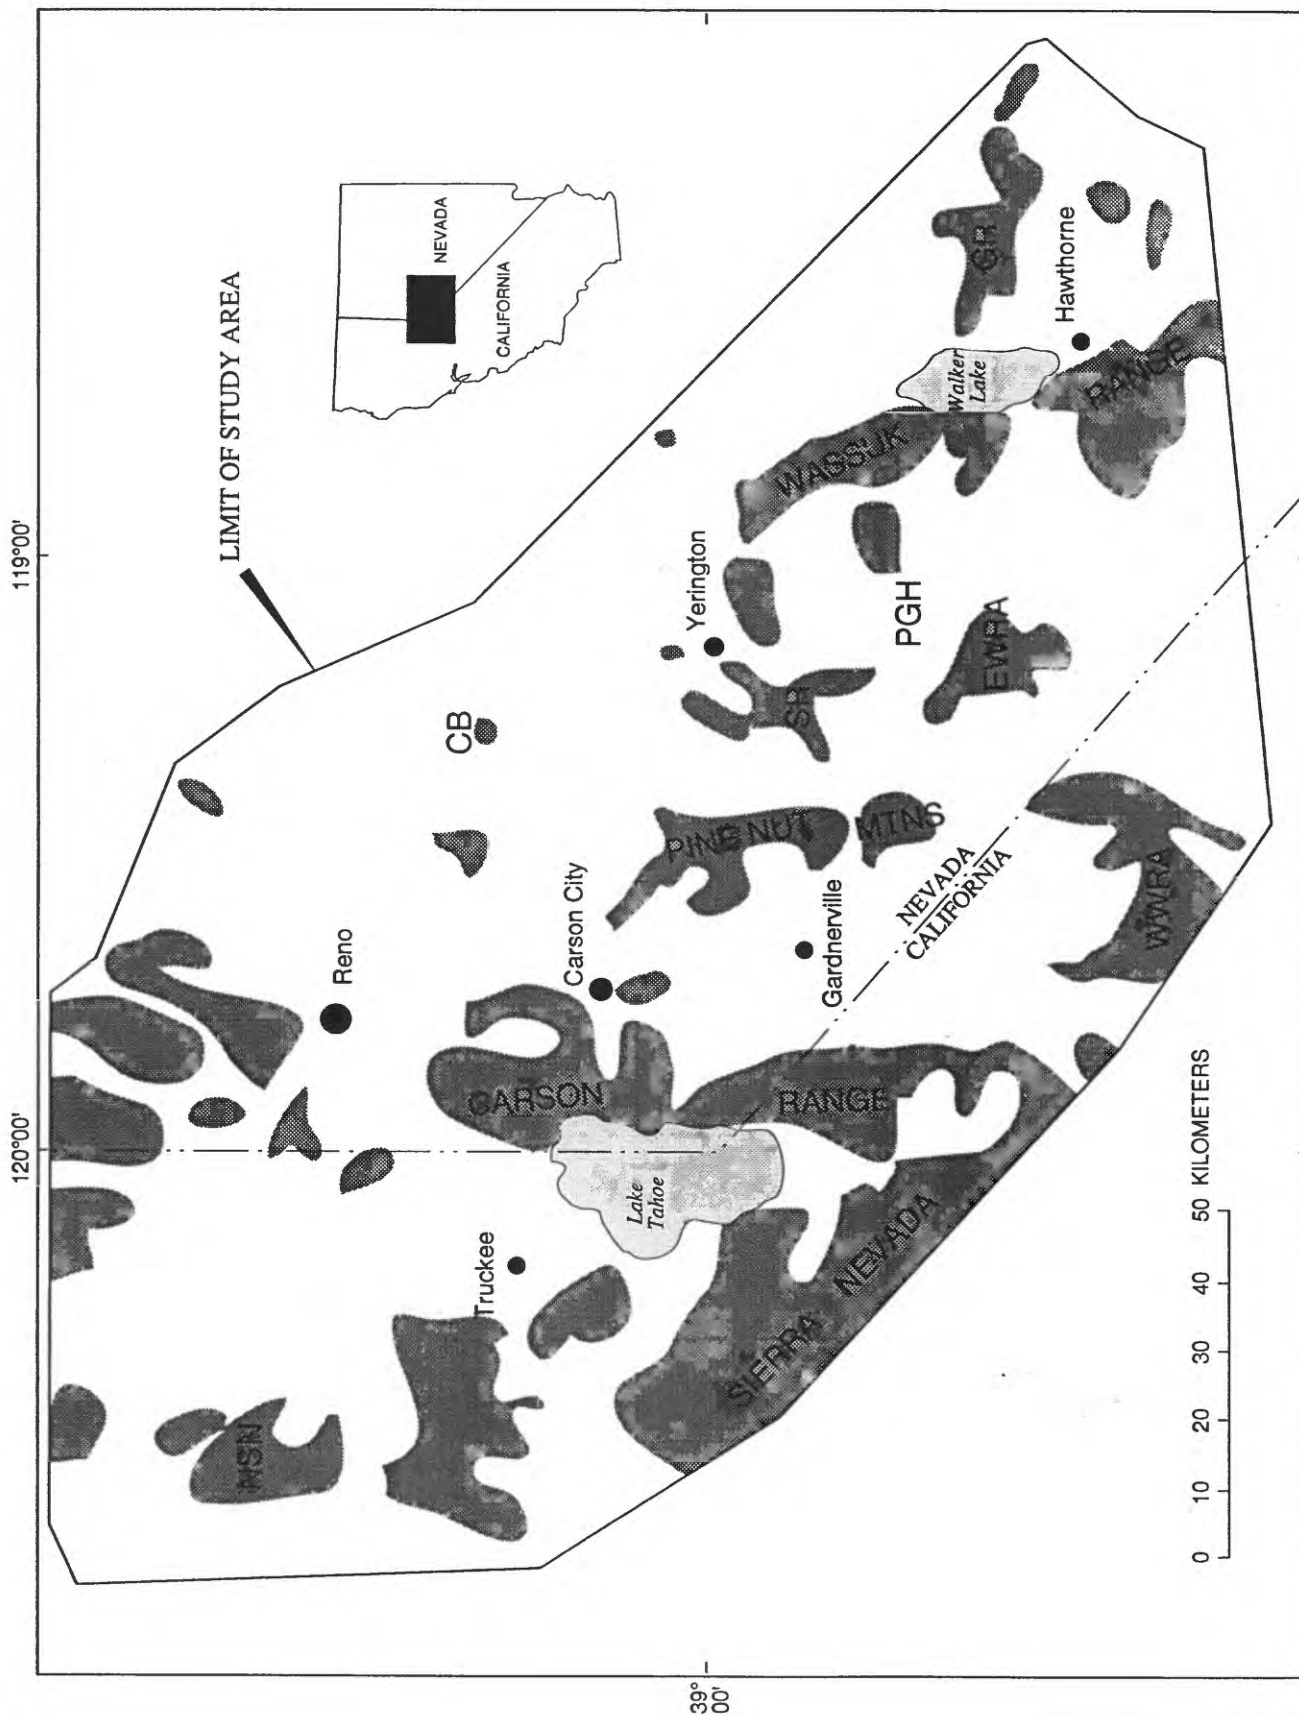 120°00'
119°00'
39°
00'
LIMIT OF STUDY AREA
NEVADA
CALIFORNIA
NSN
Reno
Truckee
CB
CARSON
Carson City
Lake
Tahoe
PINE NUT
MTNS
Yerington
SR
SIERRA
NEVADA
RANGE
Gardnerville
NEVADA
CALIFORNIA
PGH
WASSUK
RANGE
Walker
Lake
GR
Hawthorne
EWRA
WWRA
0 10 20 30 40 50 KILOMETERS